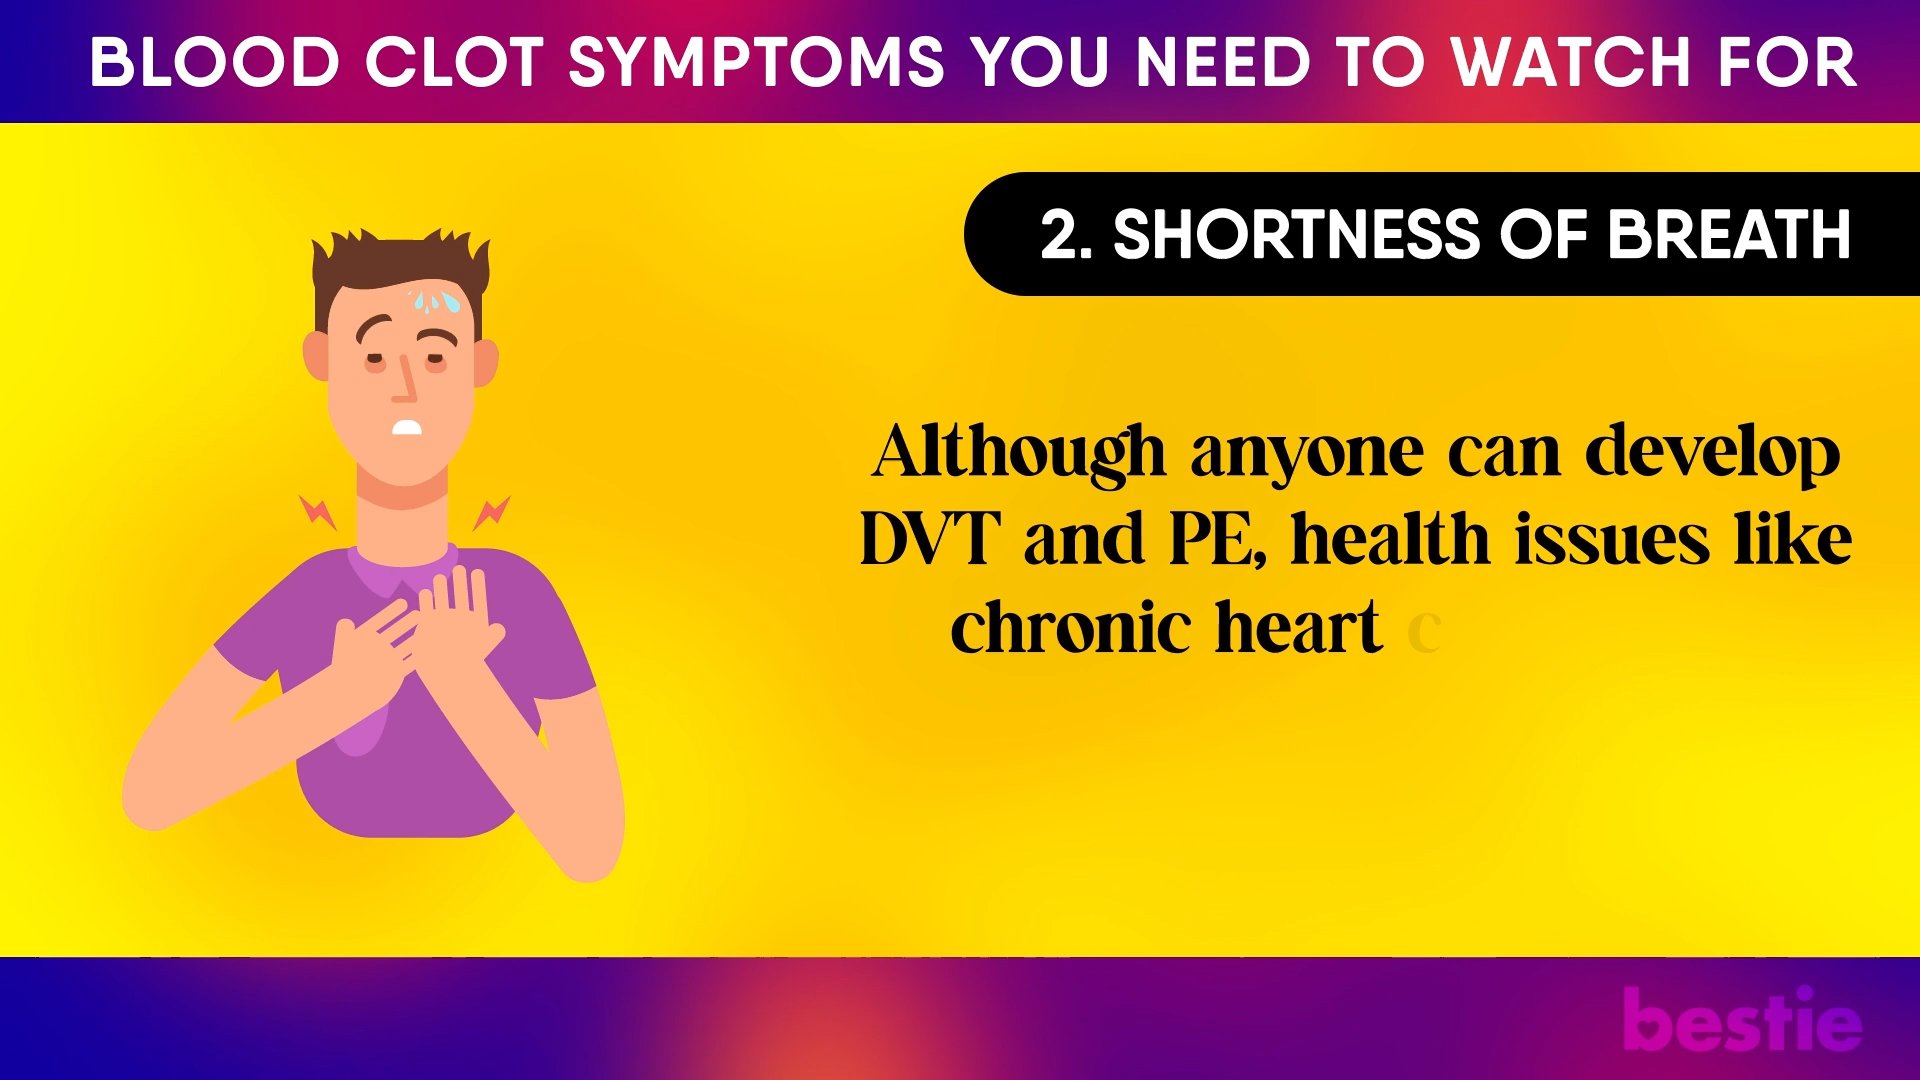 BLOOD CLOT SYMPTOMS YOU NEED TO WATCH FOR
2. SHORTNESS OF BREATH
Although anyone can develop
DVT and PE, health issues like
chronic heart c
bestie